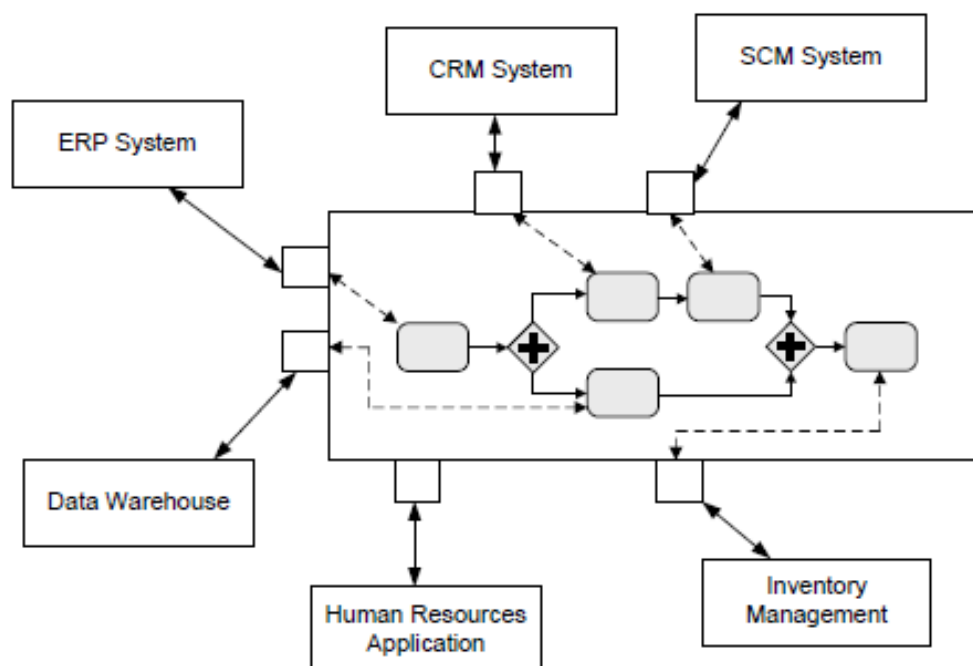 CRM System
SCM System
ERP System
Data Warehouse
Human Resources
Application
Inventory
Management